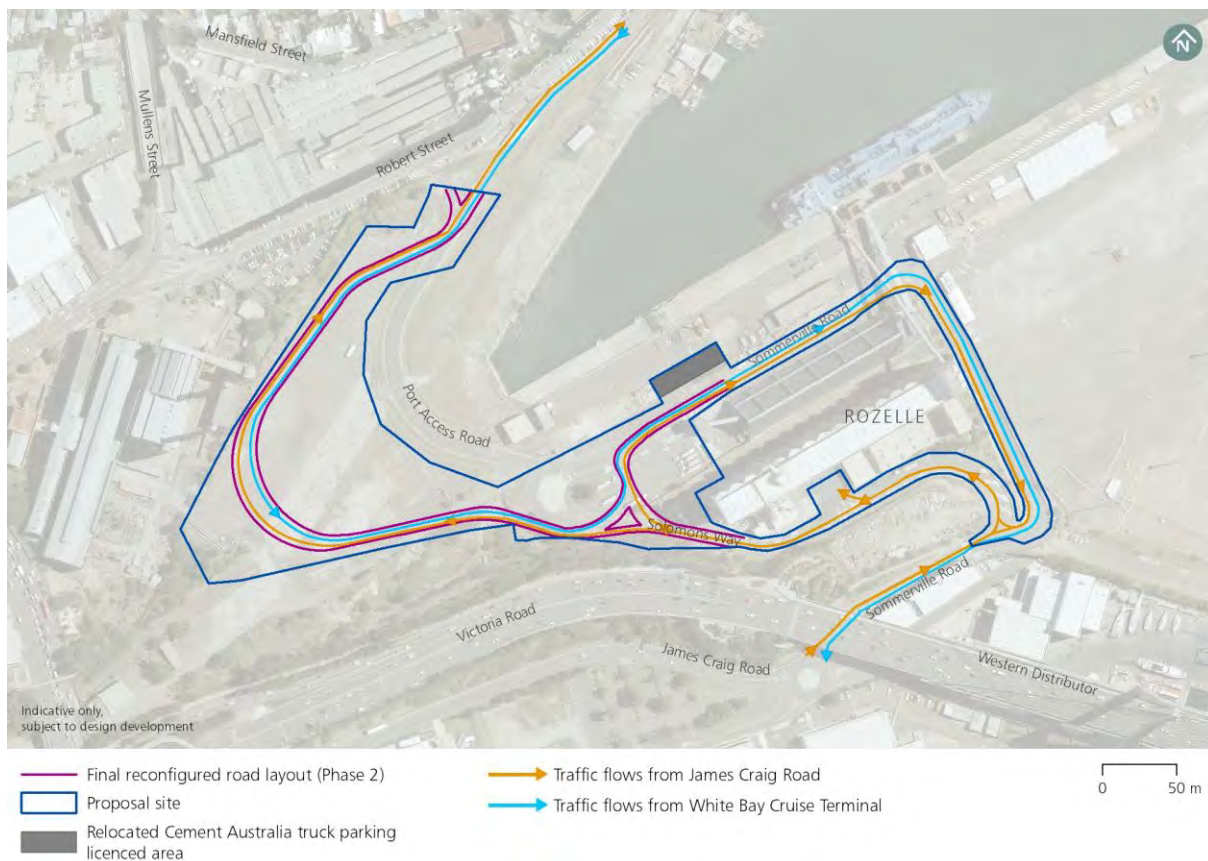 Mansfield Street
N
Mullens Street
Robert Street
Sommerville Road
Port Access Road
ROZELLE
Solomons Way
Sommerville Road
Victoria Road
James Craig Road
Western Distributor
Indicative only,
subject to design development
Final reconfigured road layout (Phase 2)
Proposal site
Relocated Cement Australia truck parking
licenced area
Traffic flows from James Craig Road
Traffic flows from White Bay Cruise Terminal
0 50 m